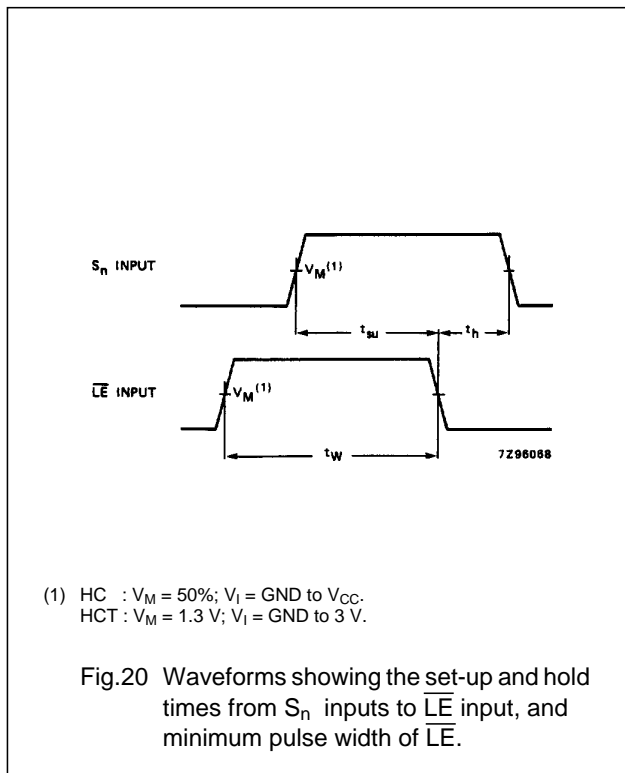 Sn INPUT
VM(1)
tsu
th
LE INPUT
VM(1)
7Z96068
tW
(1) HC : VM = 50%; VI = GND to VCC.
HCT : VM = 1.3 V; VI = GND to 3 V.
Fig.20 Waveforms showing the set-up and hold
times from Sn inputs to LE input, and
minimum pulse width of LE.